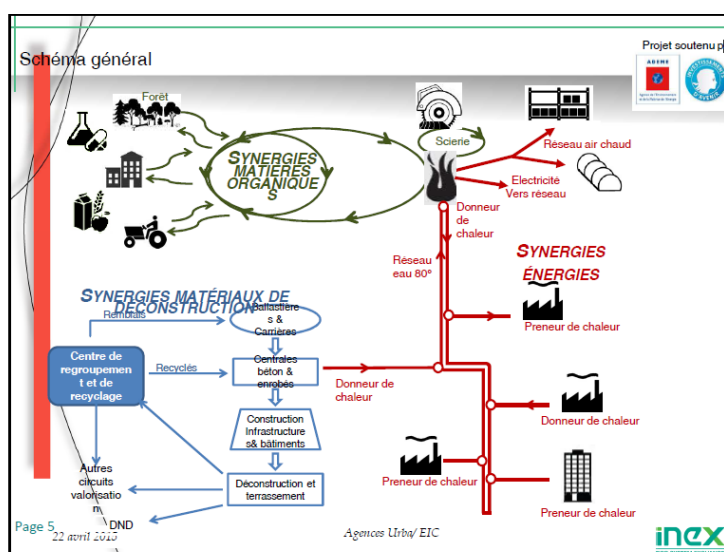 Schéma général
Projet soutenu p
ADEME
Forêt
SYNERGIES
MATIÈRES
ORGANIQUE
S
Scierie
Réseau air chaud
Electricité
Vers réseau
Donneur
de
chaleur
Réseau
eau 80°
SYNERGIES
ÉNERGIES
Preneur de chaleur
SYNERGIES MATÉRIAUX DE
DÉCONSTRUCTION
Remblais
Ballastière
s &
Carrières
Centre de
regroupemen
t et de
recyclage
Recyclés
Centrales
béton &
enrobés
Donneur de
chaleur
Construction
Infrastructure
s& bâtiments
Donneur de chaleur
Déconstruction et
terrassement
Preneur de chaleur
Preneur de chaleur
Autres
circuits
valorisatio
n
DND
Page 5
22 avril 2015
Agences Urba/ EIC
inex